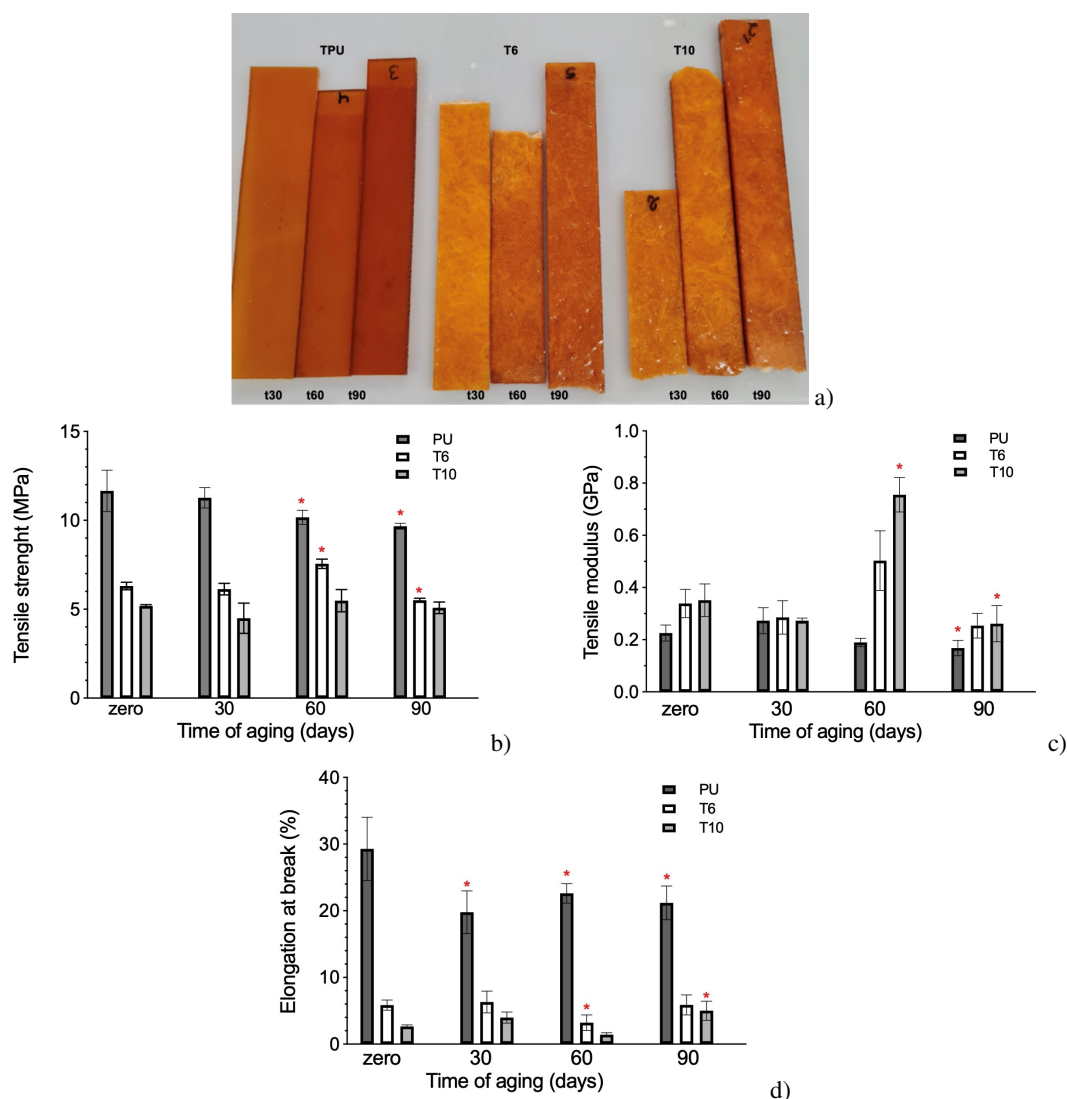 TPU T6 T10
4 3 5 2 21
t30 t60 t90 t30 t60 t90 t30 t60 t90
a)
15
10
5
0
Tensile strenght (MPa)
PU
T6
T10
* * * *
zero 30 60 90
Time of aging (days)
b)
1.0
0.8
0.6
0.4
0.2
0.0
Tensile modulus (GPa)
PU
T6
T10
* * *
zero 30 60 90
Time of aging (days)
c)
40
30
20
10
0
Elongation at break (%)
PU
T6
T10
* * * * *
zero 30 60 90
Time of aging (days)
d)